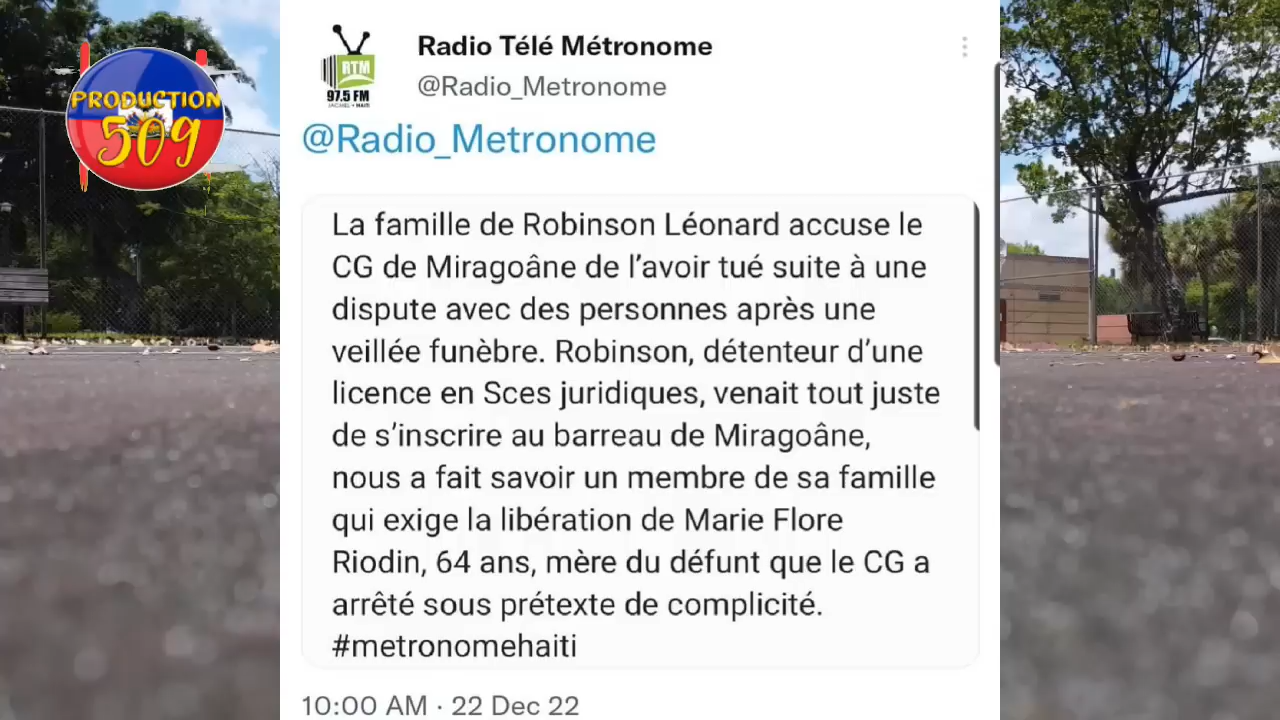 PRODUCTION
509
RTM
97.5 FM
JACMEL • HAITI
Radio Télé Métronome
@Radio_Metronome
@Radio_Metronome
La famille de Robinson Léonard accuse le
CG de Miragoâne de l’avoir tué suite à une
dispute avec des personnes après une
veillée funèbre. Robinson, détenteur d’une
licence en Sces juridiques, venait tout juste
de s’inscrire au barreau de Miragoâne,
nous a fait savoir un membre de sa famille
qui exige la libération de Marie Flore
Riodin, 64 ans, mère du défunt que le CG a
arrêté sous prétexte de complicité.
#metronomehaiti
10:00 AM · 22 Dec 22